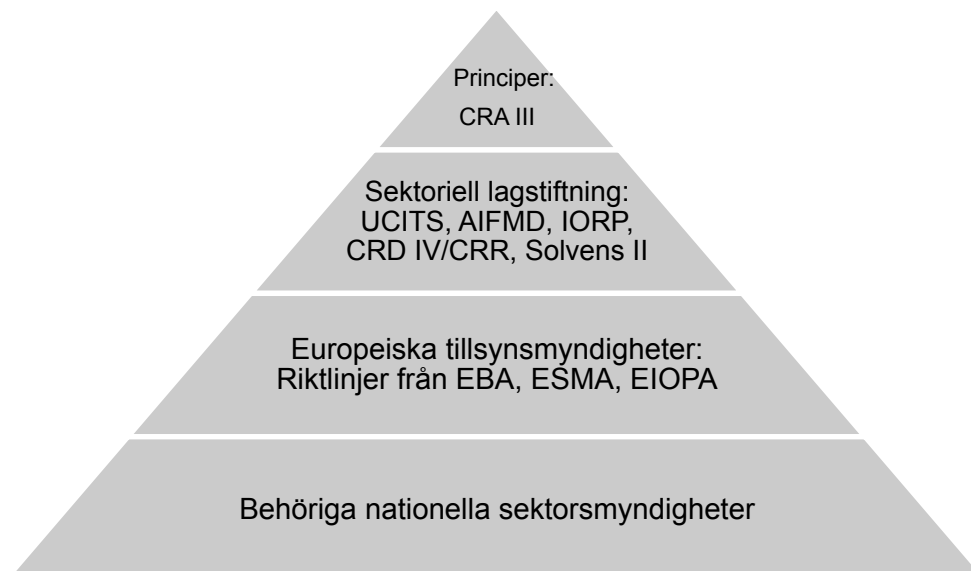 Principer:
CRA III
Sektoriell lagstiftning:
UCITS, AIFMD, IORP,
CRD IV/CRR, Solvens II
Europeiska tillsynsmyndigheter:
Riktlinjer från EBA, ESMA, EIOPA
Behöriga nationella sektorsmyndigheter